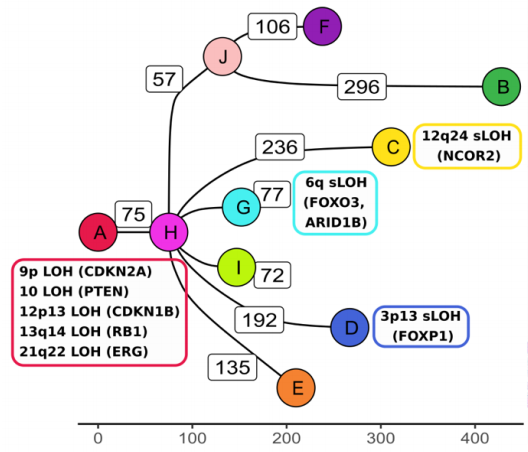 106
F
J
57
296
B
236
C
12q24 sLOH
(NCOR2)
6q sLOH
(FOXO3,
ARID1B)
77
G
75
A
H
I
72
9p LOH (CDKN2A)
10 LOH (PTEN)
12p13 LOH (CDKN1B)
13q14 LOH (RB1)
21q22 LOH (ERG)
192
D
3p13 sLOH
(FOXP1)
135
E
0 100 200 300 400